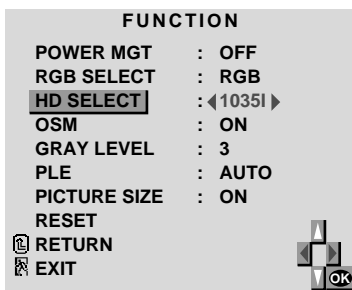 FUNCTION
POWER MGT : OFF
RGB SELECT : RGB
HD SELECT : 1035I
OSM : ON
GRAY LEVEL : 3
PLE : AUTO
PICTURE SIZE : ON
RESET
RETURN
EXIT
OK